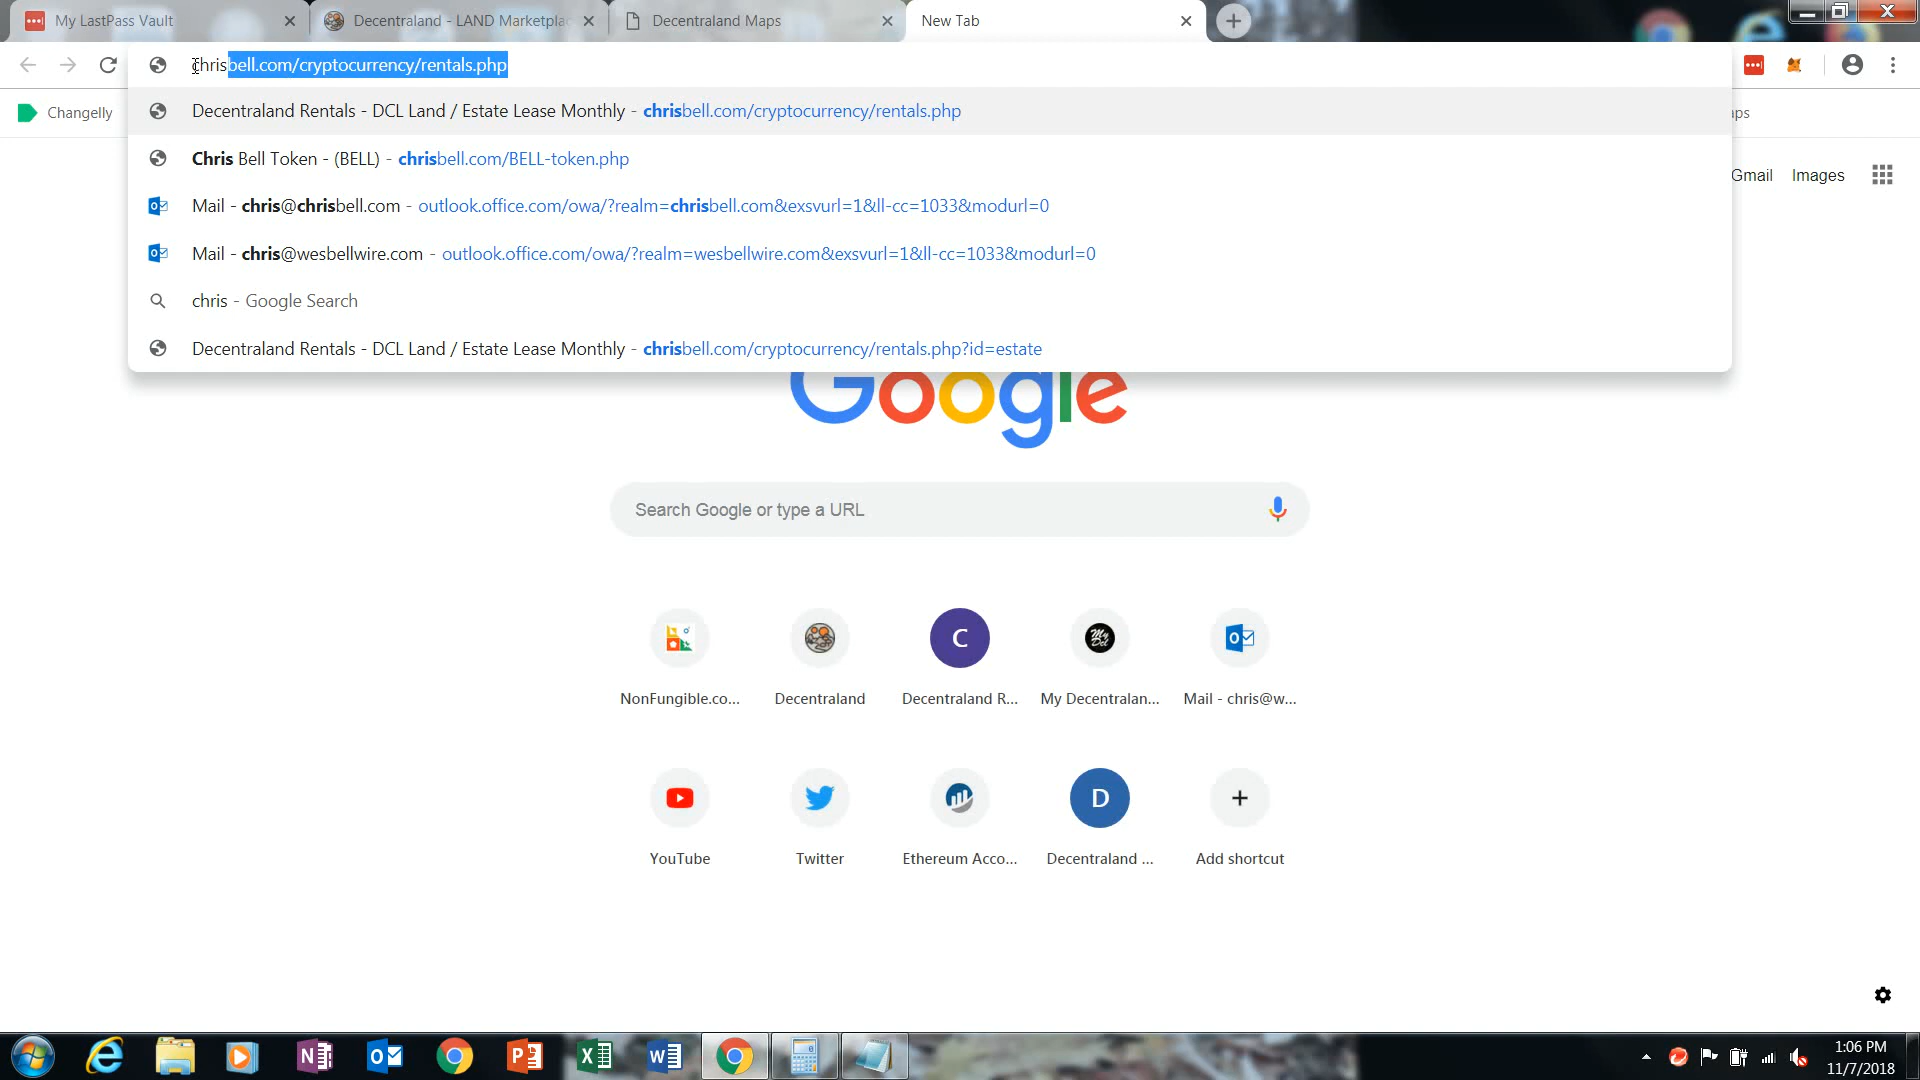 My LastPass Vault
Decentraland - LAND Marketplac
Decentraland Maps
New Tab
chrisbell.com/cryptocurrency/rentals.php
Changelly
Decentraland Rentals - DCL Land / Estate Lease Monthly - chrisbell.com/cryptocurrency/rentals.php
aps
Chris Bell Token - (BELL) - chrisbell.com/BELL-token.php
Gmail Images
Mail - chris@chrisbell.com - outlook.office.com/owa/?realm=chrisbell.com&exsvurl=1&ll-cc=1033&modurl=0
Mail - chris@wesbellwire.com - outlook.office.com/owa/?realm=wesbellwire.com&exsvurl=1&ll-cc=1033&modurl=0
chris - Google Search
Decentraland Rentals - DCL Land / Estate Lease Monthly - chrisbell.com/cryptocurrency/rentals.php?id=estate
Google
Search Google or type a URL
C
My Dcl
NonFungible.co...
Decentraland
Decentraland R...
My Decentralan...
Mail - chris@w...
D
YouTube
Twitter
Ethereum Acco...
Decentraland ...
Add shortcut
1:06 PM
11/7/2018